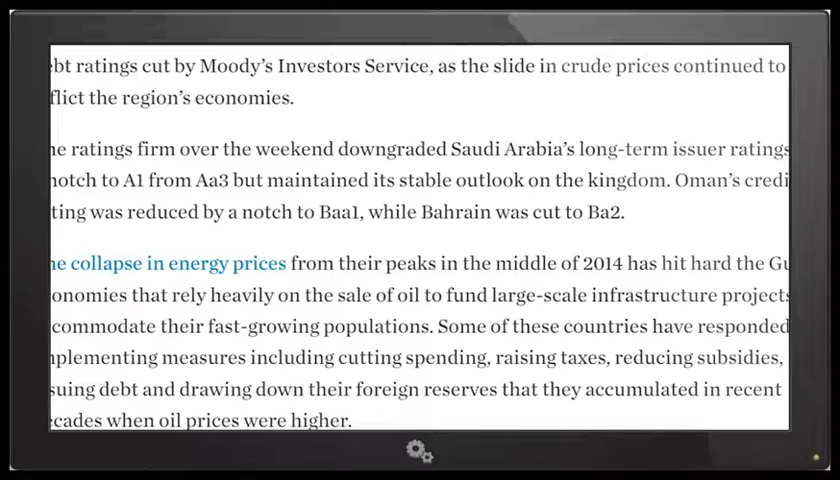 bt ratings cut by Moody’s Investors Service, as the slide in crude prices continued to
flict the region’s economies.
e ratings firm over the weekend downgraded Saudi Arabia’s long-term issuer ratings
notch to A1 from Aa3 but maintained its stable outlook on the kingdom. Oman’s credi
ting was reduced by a notch to Baa1, while Bahrain was cut to Ba2.
e collapse in energy prices from their peaks in the middle of 2014 has hit hard the Gu
onomies that rely heavily on the sale of oil to fund large-scale infrastructure projects
commodate their fast-growing populations. Some of these countries have responded
plementing measures including cutting spending, raising taxes, reducing subsidies,
suing debt and drawing down their foreign reserves that they accumulated in recent
cades when oil prices were higher.